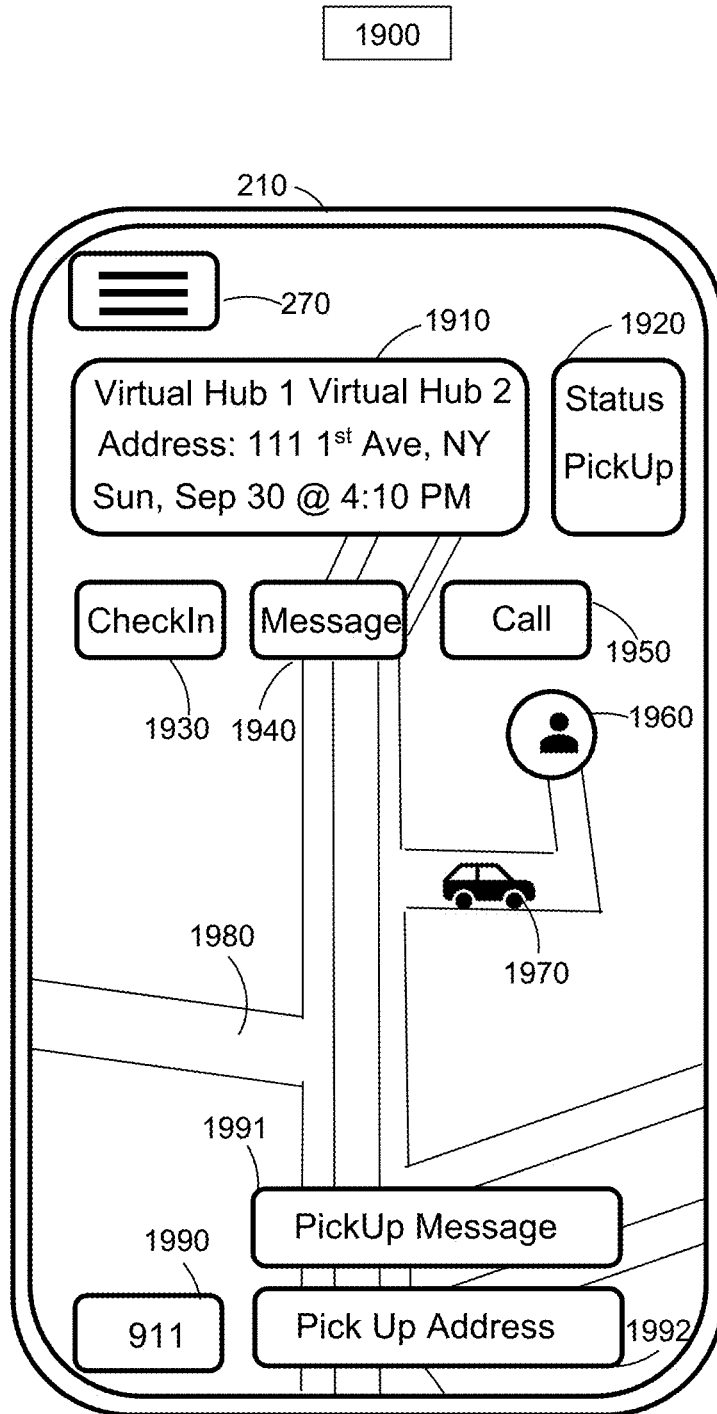 1900
210
270
1910
1920
Virtual Hub 1 Virtual Hub 2
Address: 111 1st Ave, NY
Sun, Sep 30 @ 4:10 PM
Status
PickUp
CheckIn
Message
Call
1930
1940
1950
1960
1970
1980
1991
PickUp Message
1990
911
Pick Up Address
1992